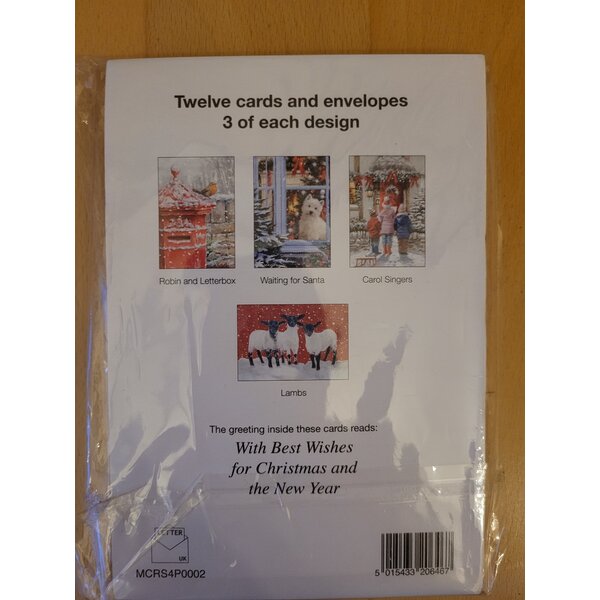 Twelve cards and envelopes
3 of each design
Robin and Letterbox
Waiting for Santa
Carol Singers
Lambs
The greeting inside these cards reads:
With Best Wishes
for Christmas and
the New Year
LETTER
UK
MCRS4P0002
5 015433 206467